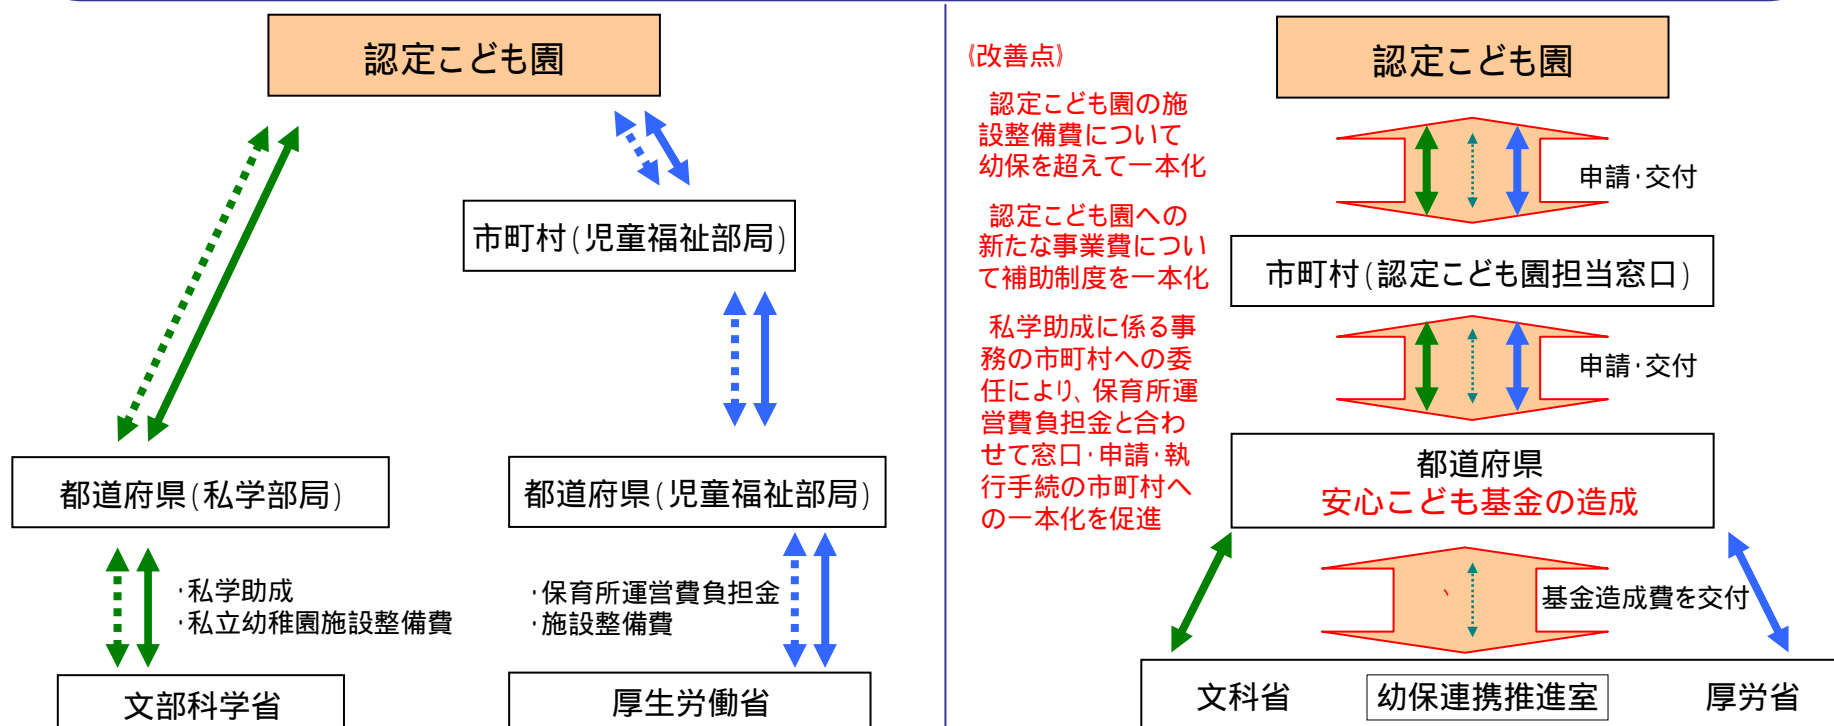 認定こども園
市町村(児童福祉部局)
都道府県(私学部局)
都道府県(児童福祉部局)
・私学助成
・私立幼稚園施設整備費
・保育所運営費負担金
・施設整備費
文部科学省
厚生労働省
《改善点》
認定こども園の施
設整備費について
幼保を超えて一本化
認定こども園への
新たな事業費につい
て補助制度を一本化
私学助成に係る事
務の市町村への委
任により、保育所運
営費負担金と合わ
せて窓口・申請・執
行手続の市町村へ
の一本化を促進
認定こども園
申請・交付
市町村(認定こども園担当窓口)
申請・交付
都道府県
安心こども基金の造成
、
基金造成費を交付
文科省
幼保連携推進室
厚労省